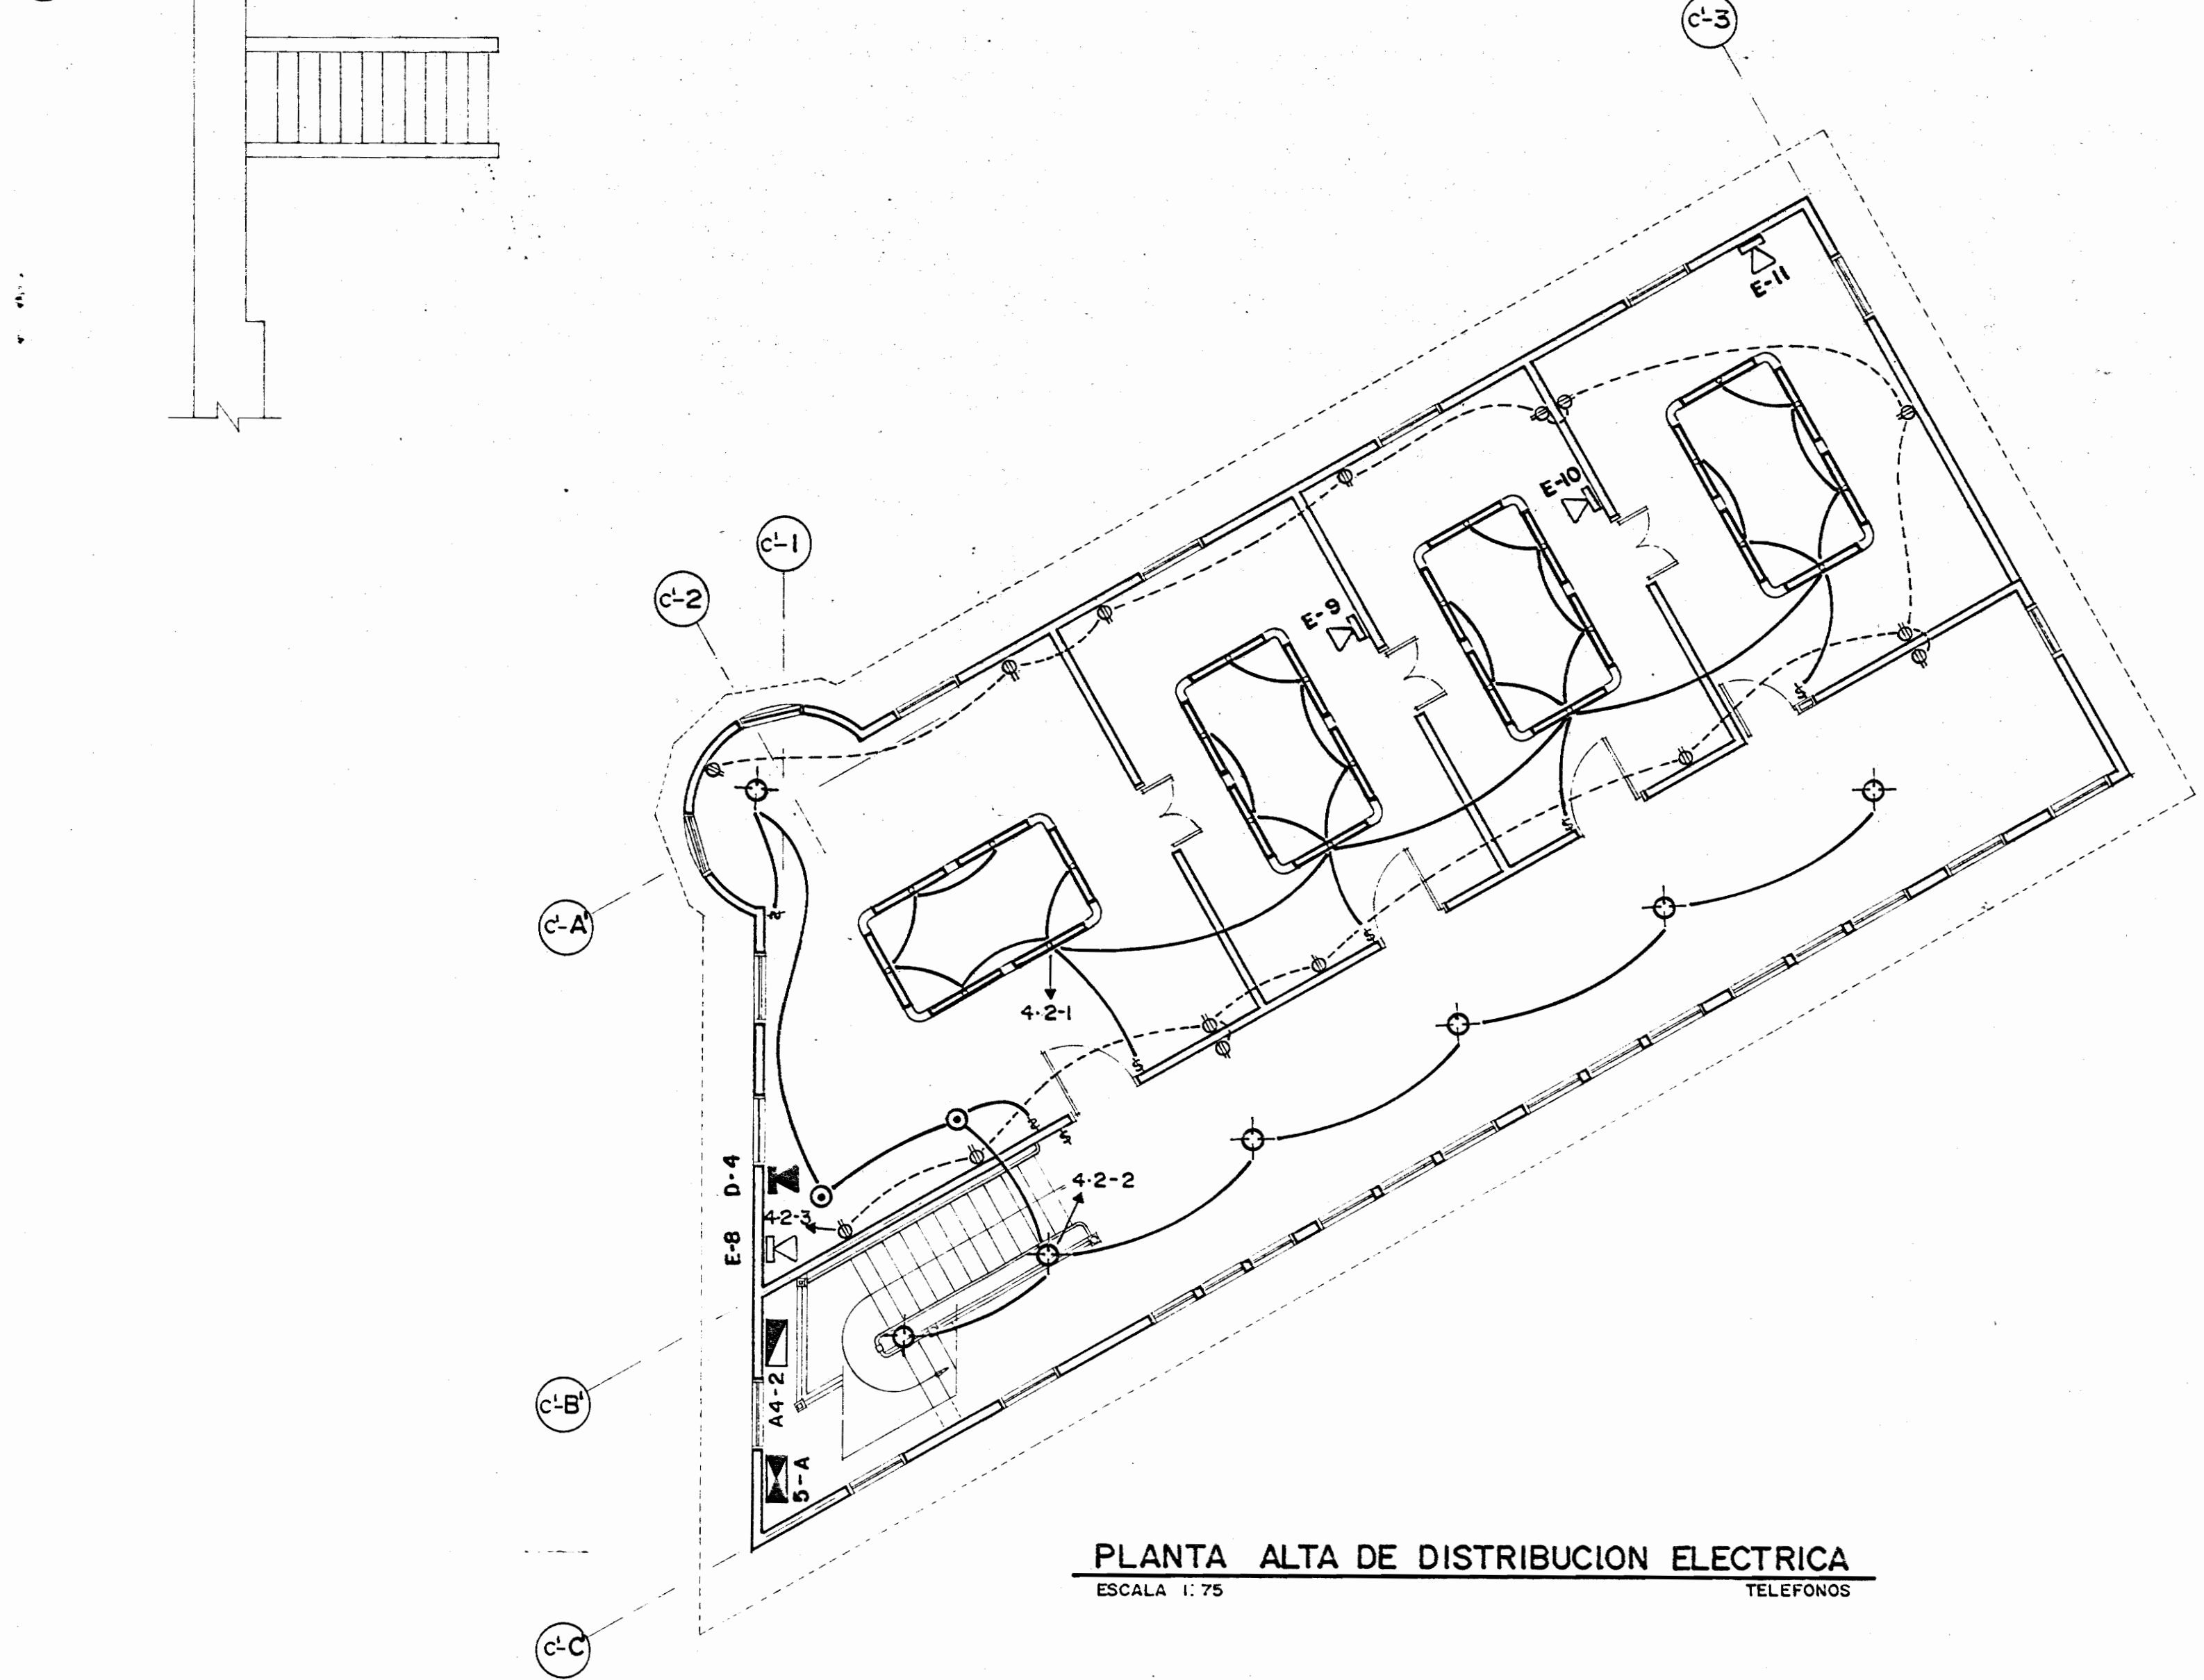 C'-3
E-11
E-10
C'-1
C'-2
E-9
C'-A'
4-2-1
D-4
4-2-2
4-2-3
E-8
A4-2
C'-B'
5-A
PLANTA ALTA DE DISTRIBUCION ELECTRICA
ESCALA 1:75
TELEFONOS
C'-C'